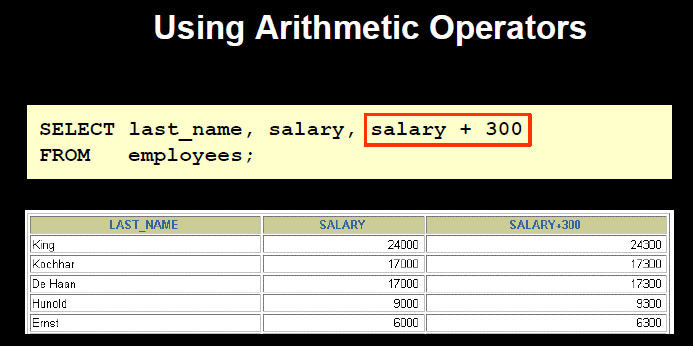 Using Arithmetic Operators
SELECT last_name, salary, salary + 300
FROM employees;
LAST_NAME SALARY SALARY+300
King 24000 24300
Kochhar 17000 17300
De Haan 17000 17300
Hunold 9000 9300
Ernst 6000 6300